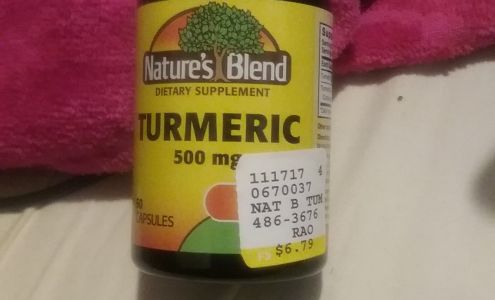 Nature's Blend
DIETARY SUPPLEMENT
TURMERIC
500 mg
60
CAPSULES
111717 4
0670037
NAT B TUM
486-3676
RAO
$6.79